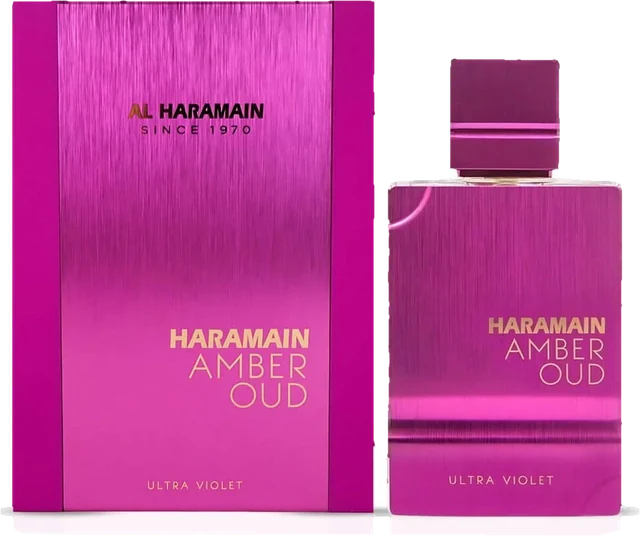 AL HARAMAIN
SINCE 1970
HARAMAIN
AMBER
OUD
ULTRA VIOLET
HARAMAIN
AMBER
OUD
ULTRA VIOLET